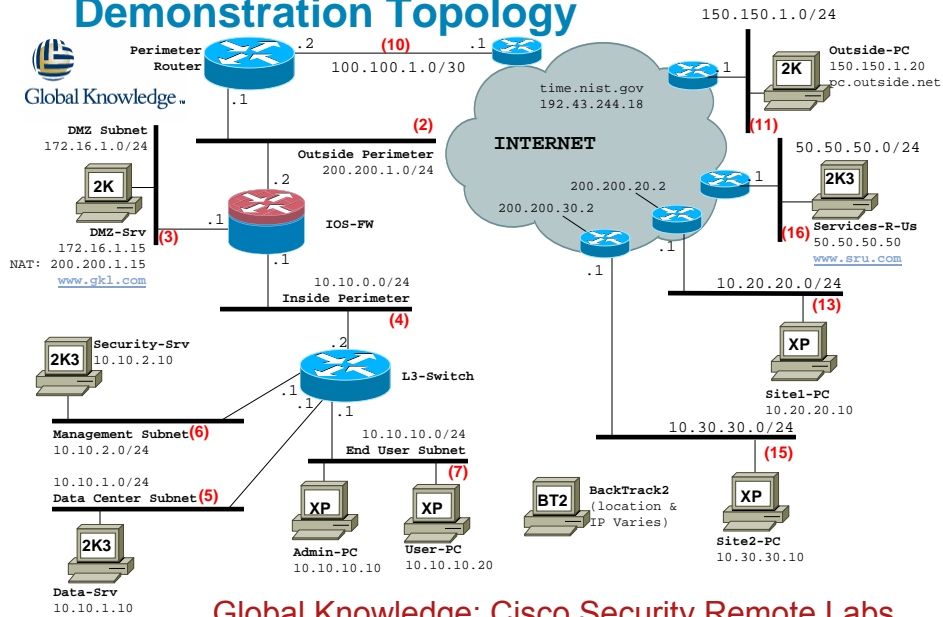 Demonstration Topology
150.150.1.0/24
Perimeter
Router
.2
(10)
.1
100.100.1.0/30
Global Knowledge™
.1
time.nist.gov
192.43.244.18
INTERNET
.1
2K
Outside-PC
150.150.1.20
pc.outside.net
(11)
DMZ Subnet
172.16.1.0/24
(2)
Outside Perimeter
200.200.1.0/24
50.50.50.0/24
2K
.2
.1
2K3
DMZ-Srv
172.16.1.15
NAT: 200.200.1.15
www.gkl.com
(3)
.1
IOS-FW
.1
200.200.20.2
200.200.30.2
(16)
Services-R-Us
50.50.50.50
www.sru.com
.1
.1
10.10.0.0/24
Inside Perimeter
(4)
10.20.20.0/24
(13)
2K3
Security-Srv
10.10.2.10
.2
L3-Switch
XP
Site1-PC
10.20.20.10
.1
.1
.1
Management Subnet
(6)
10.10.2.0/24
10.10.10.0/24
End User Subnet
(7)
10.30.30.0/24
(15)
10.10.1.0/24
Data Center Subnet
(5)
XP
XP
BT2
BackTrack2
(location &
IP Varies)
XP
2K3
Admin-PC
10.10.10.10
User-PC
10.10.10.20
Site2-PC
10.30.30.10
Data-Srv
10.10.1.10
Global Knowledge: Cisco Security Remote Labs